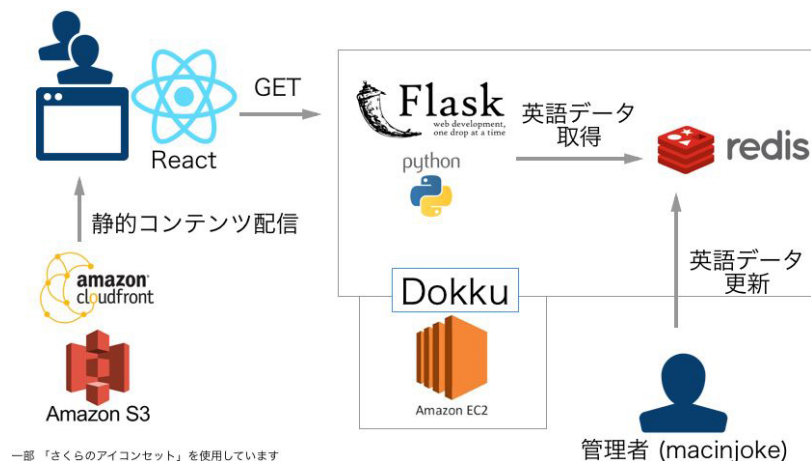 GET
React
Flask
web development,
one drop at a time
python
英語データ
取得
redis
静的コンテンツ配信
amazon
cloudfront
Amazon S3
Dokku
Amazon EC2
英語データ
更新
管理者 (macinjoke)
一部 「さくらのアイコンセット」を使用しています